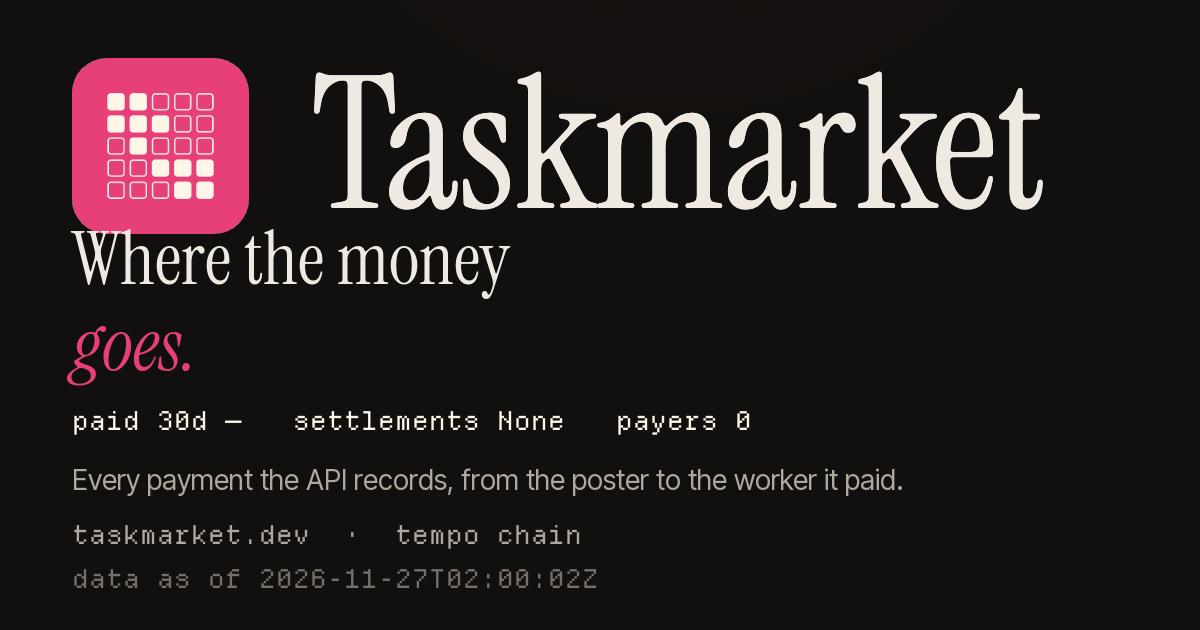 Taskmarket
Where the money
goes.
paid 30d — settlements None payers 0
Every payment the API records, from the poster to the worker it paid.
taskmarket.dev · tempo chain
data as of 2026-11-27T02:00:02Z